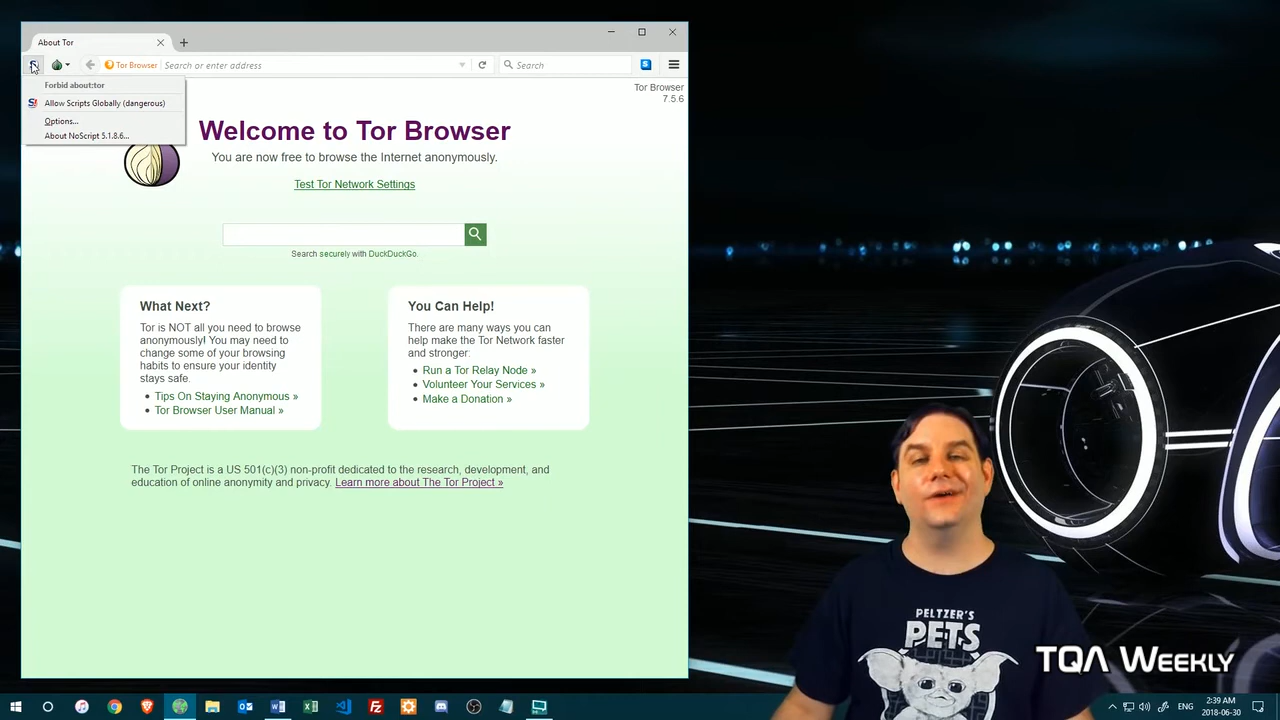 About Tor
Tor Browser
Search or enter address
Search
Forbid about:tor
Allow Scripts Globally (dangerous)
Options...
About NoScript 5.1.8.6...
Tor Browser
7.5.6
Welcome to Tor Browser
You are now free to browse the Internet anonymously.
Test Tor Network Settings
Search securely with DuckDuckGo.
What Next?
Tor is NOT all you need to browse
anonymously! You may need to
change some of your browsing
habits to ensure your identity
stays safe.
Tips On Staying Anonymous »
Tor Browser User Manual »
You Can Help!
There are many ways you can
help make the Tor Network faster
and stronger:
Run a Tor Relay Node »
Volunteer Your Services »
Make a Donation »
The Tor Project is a US 501(c)(3) non-profit dedicated to the research, development, and
education of online anonymity and privacy. Learn more about The Tor Project »
PELTZER'S
PETS
TQA WEEKLY
ENG
2:39 AM
2018-06-30